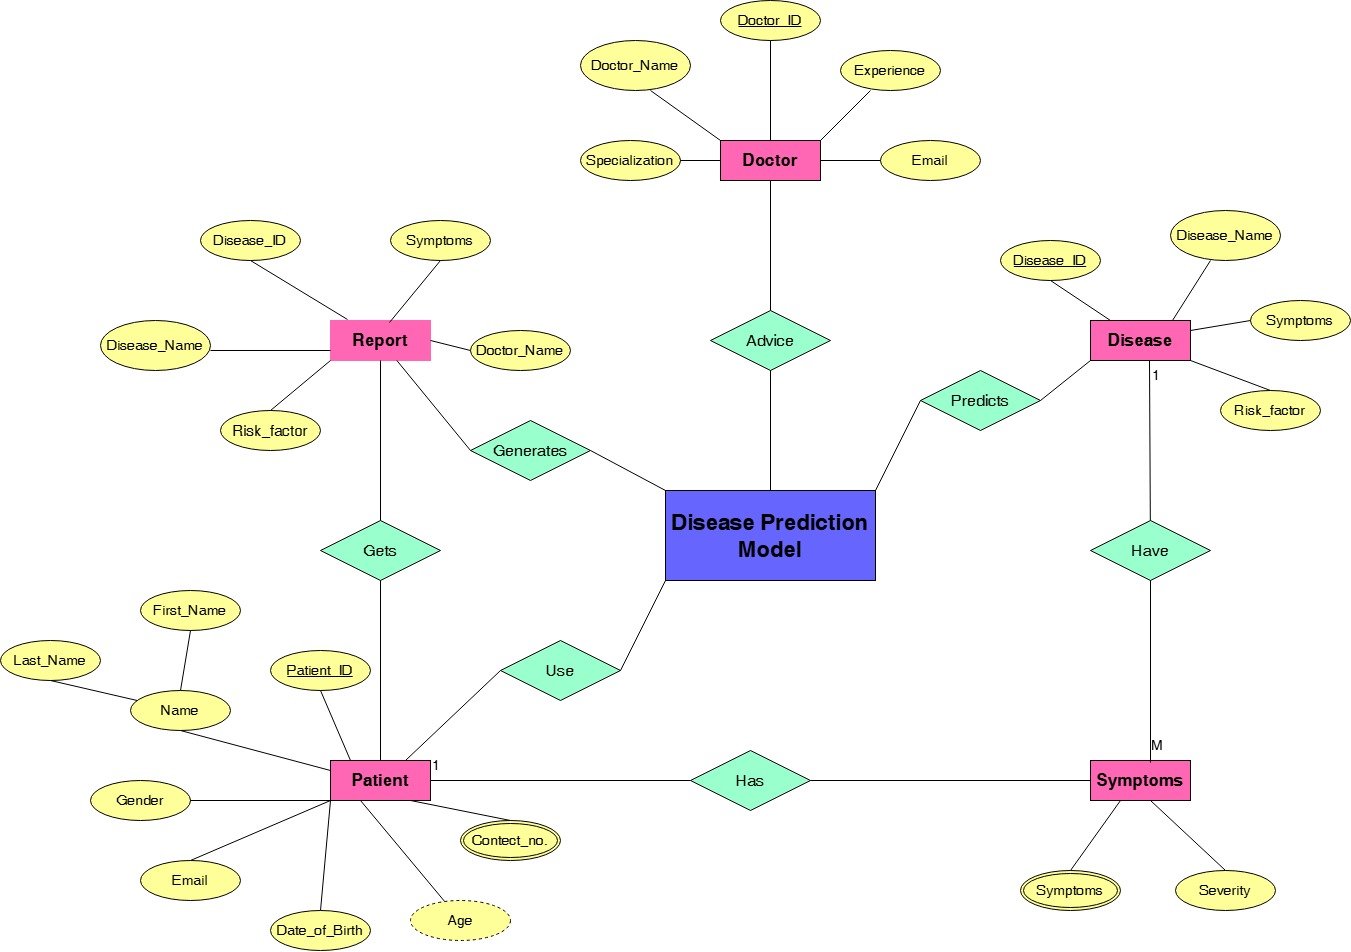 Doctor_ID
Doctor_Name
Experience
Specialization
Doctor
Email
Disease_ID
Symptoms
Disease_Name
Report
Doctor_Name
Risk_factor
Advice
Disease_ID
Disease_Name
Symptoms
Disease
Risk_factor
1
Predicts
Generates
Disease Prediction
Model
Gets
Have
Use
First_Name
Last_Name
Name
Patient_ID
Patient
1
Has
M
Symptoms
Gender
Contect_no.
Email
Date_of_Birth
Age
Symptoms
Severity